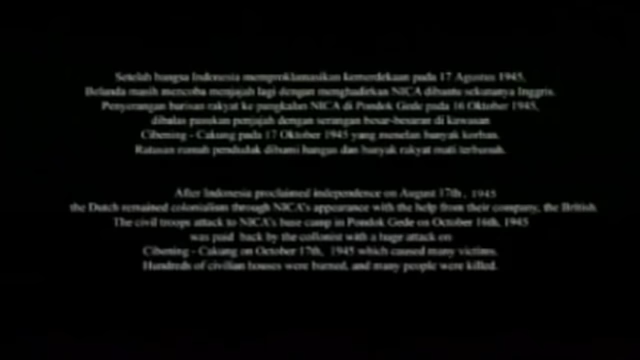 Setelah bangsa Indonesia memproklamasikan kemerdekaan pada 17 Agustus 1945,
Belanda masih mencoba menjajah lagi dengan menghadirkan NICA dibantu sekutunya Inggris.
Penyerangan barisan rakyat ke pangkalan NICA di Pondok Gede pada 16 Oktober 1945,
dibalas pasukan penjajah dengan serangan besar-besaran di kawasan
Cibening - Cakung pada 17 Oktober 1945 yang menelan banyak korban.
Ratusan rumah penduduk dibumi hangus dan banyak rakyat mati terbunuh.
After Indonesia proclaimed independence on August 17th, 1945
the Dutch remained colonialism through NICA's appearance with the help from their company, the British.
The civil troops attack to NICA's base camp in Pondok Gede on October 16th, 1945
was paid back by the collonist with a huge attack on
Cibening - Cakung on October 17th, 1945 which caused many victims.
Hundreds of civilian houses were burned, and many people were killed.